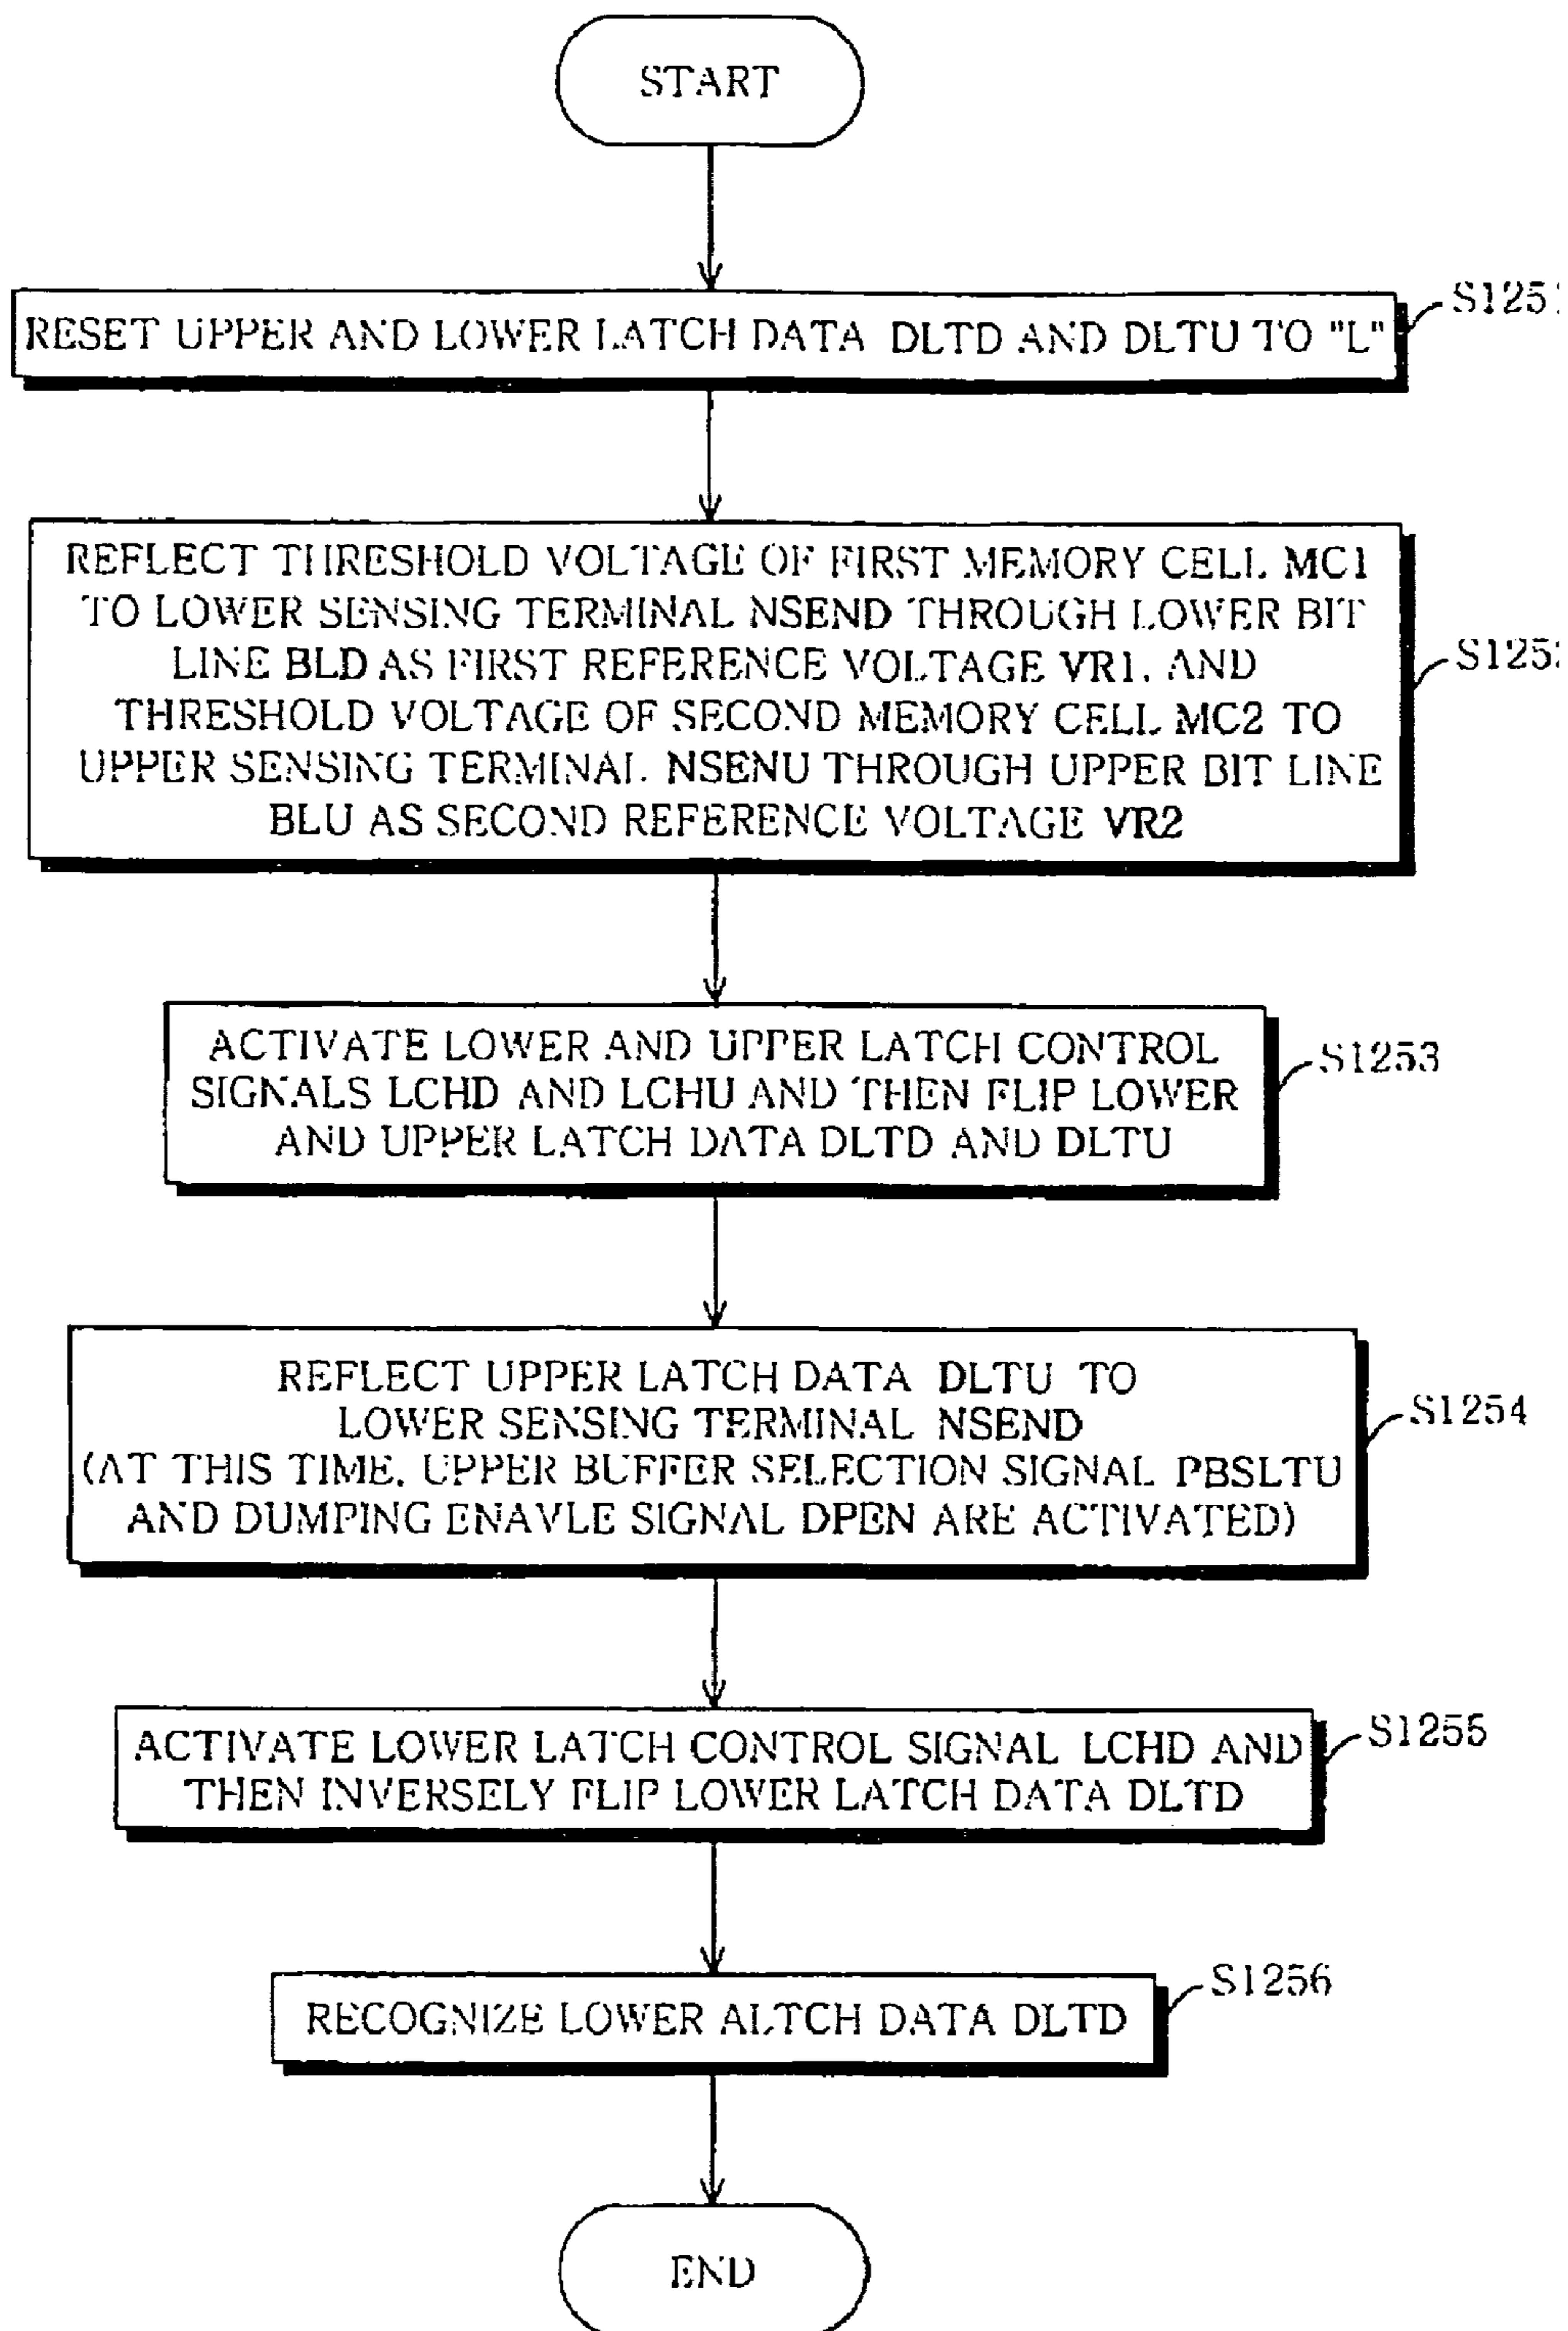 START
RESET UPPER AND LOWER LATCH DATA DLTD AND DLTU TO "L"
S1251
REFLECT THRESHOLD VOLTAGE OF FIRST MEMORY CELL MC1
TO LOWER SENSING TERMINAL NSEND THROUGH LOWER BIT
LINE BLD AS FIRST REFERENCE VOLTAGE VR1, AND
THRESHOLD VOLTAGE OF SECOND MEMORY CELL MC2 TO
UPPER SENSING TERMINAL NSENU THROUGH UPPER BIT LINE
BLU AS SECOND REFERENCE VOLTAGE VR2
S1252
ACTIVATE LOWER AND UPPER LATCH CONTROL
SIGNALS LCHD AND LCHU AND THEN FLIP LOWER
AND UPPER LATCH DATA DLTD AND DLTU
S1253
REFLECT UPPER LATCH DATA DLTU TO
LOWER SENSING TERMINAL NSEND
(AT THIS TIME, UPPER BUFFER SELECTION SIGNAL PBSLTU
AND DUMPING ENAVLE SIGNAL DPEN ARE ACTIVATED)
S1254
ACTIVATE LOWER LATCH CONTROL SIGNAL LCHD AND
THEN INVERSELY FLIP LOWER LATCH DATA DLTD
S1255
RECOGNIZE LOWER ALTCH DATA DLTD
S1256
END